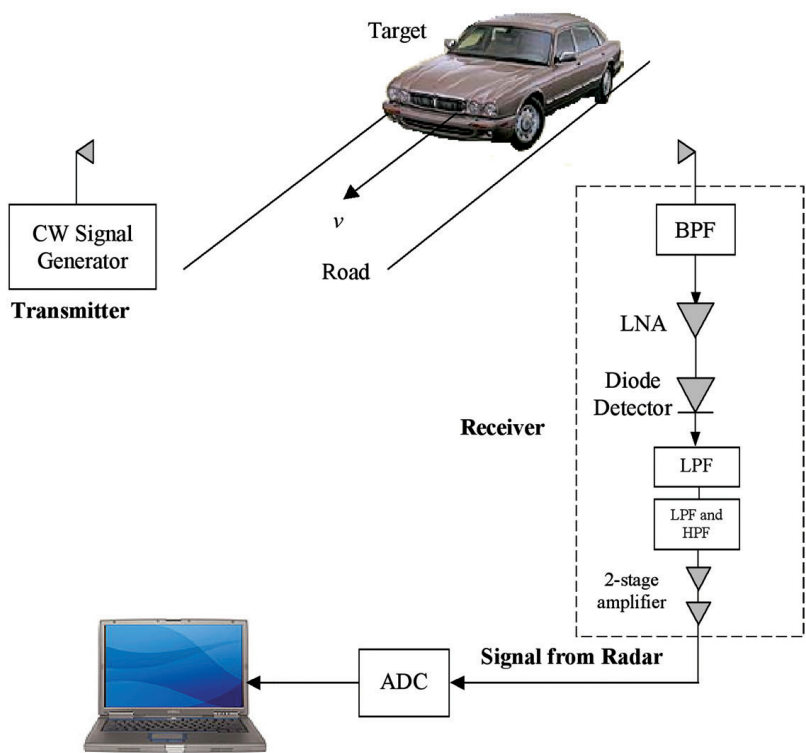 Target
v
Road
CW Signal
Generator
Transmitter
BPF
LNA
Diode
Detector
Receiver
LPF
LPF and
HPF
2-stage
amplifier
Signal from Radar
ADC